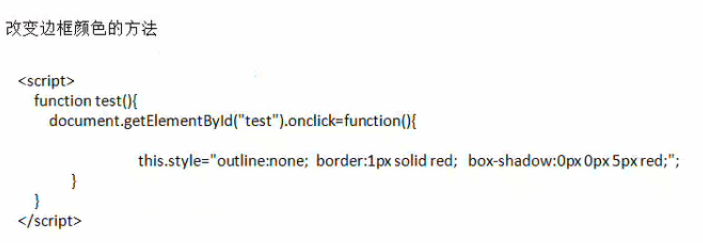 改变边框颜色的方法
<script>
function test(){
document.getElementById("test").onclick=function(){
this.style="outline:none; border:1px solid red; box-shadow:0px 0px 5px red;";
}
}
</script>